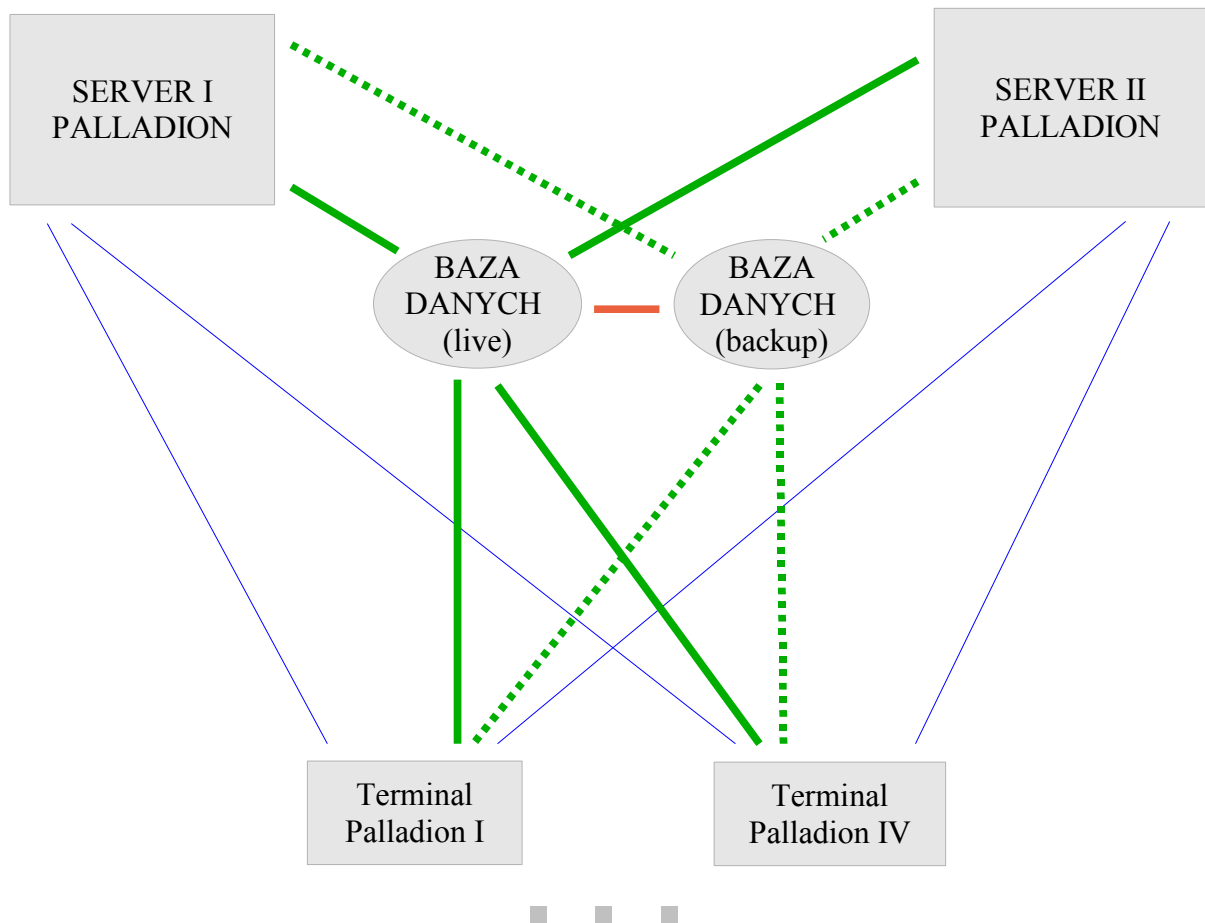 SERVER I
PALLADION
SERVER II
PALLADION
BAZA
DANYCH
(live)
BAZA
DANYCH
(backup)
Terminal
Palladion I
Terminal
Palladion IV